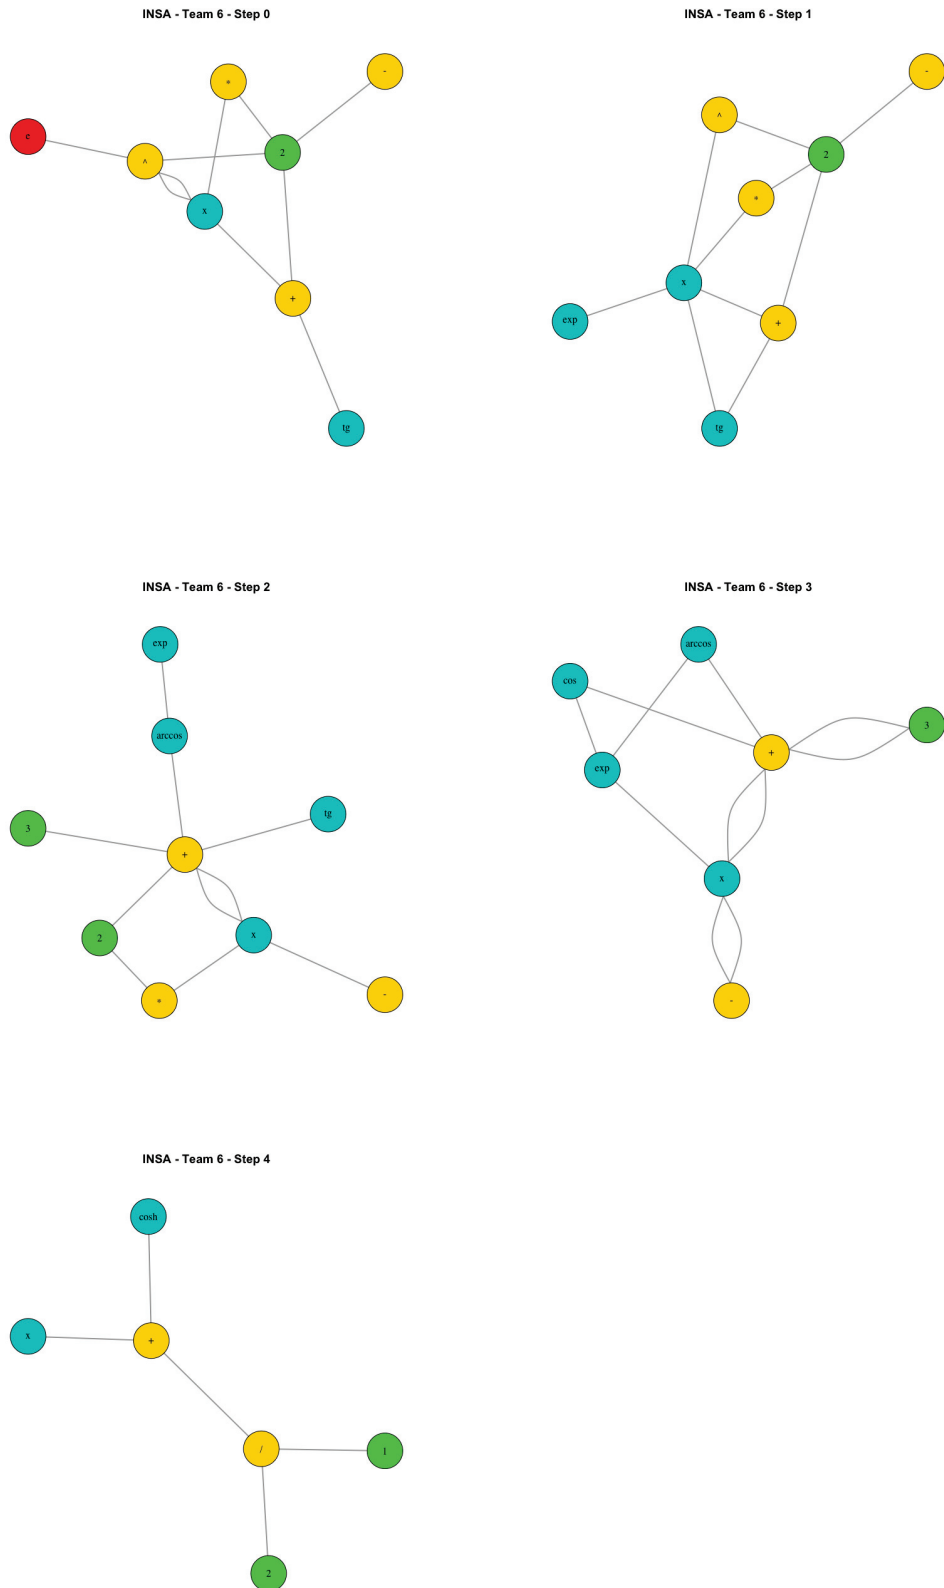 INSA - Team 6 - Step 0
INSA - Team 6 - Step 1
*
-
e
^
2
x
+
tg
-
^
2
*
x
exp
+
tg
INSA - Team 6 - Step 2
INSA - Team 6 - Step 3
exp
arccos
tg
3
+
2
x
*
-
arccos
cos
3
+
exp
x
-
INSA - Team 6 - Step 4
cosh
x
+
/
1
2